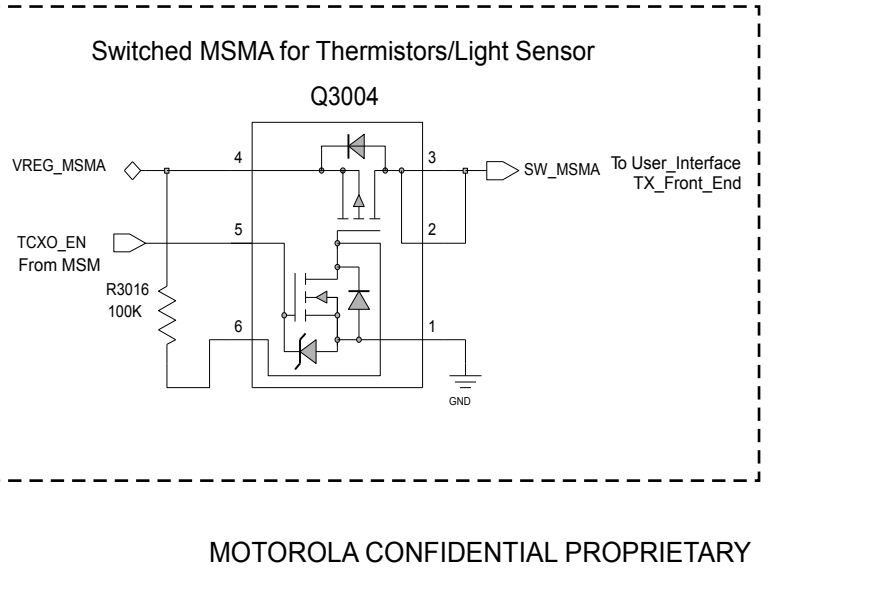 Switched MSMA for Thermistors/Light Sensor
Q3004
VREG_MSMA
4
3
SW_MSMA
To User_Interface
TX_Front_End
TCXO_EN
From MSM
5
2
R3016
100K
6
1
GND
MOTOROLA CONFIDENTIAL PROPRIETARY